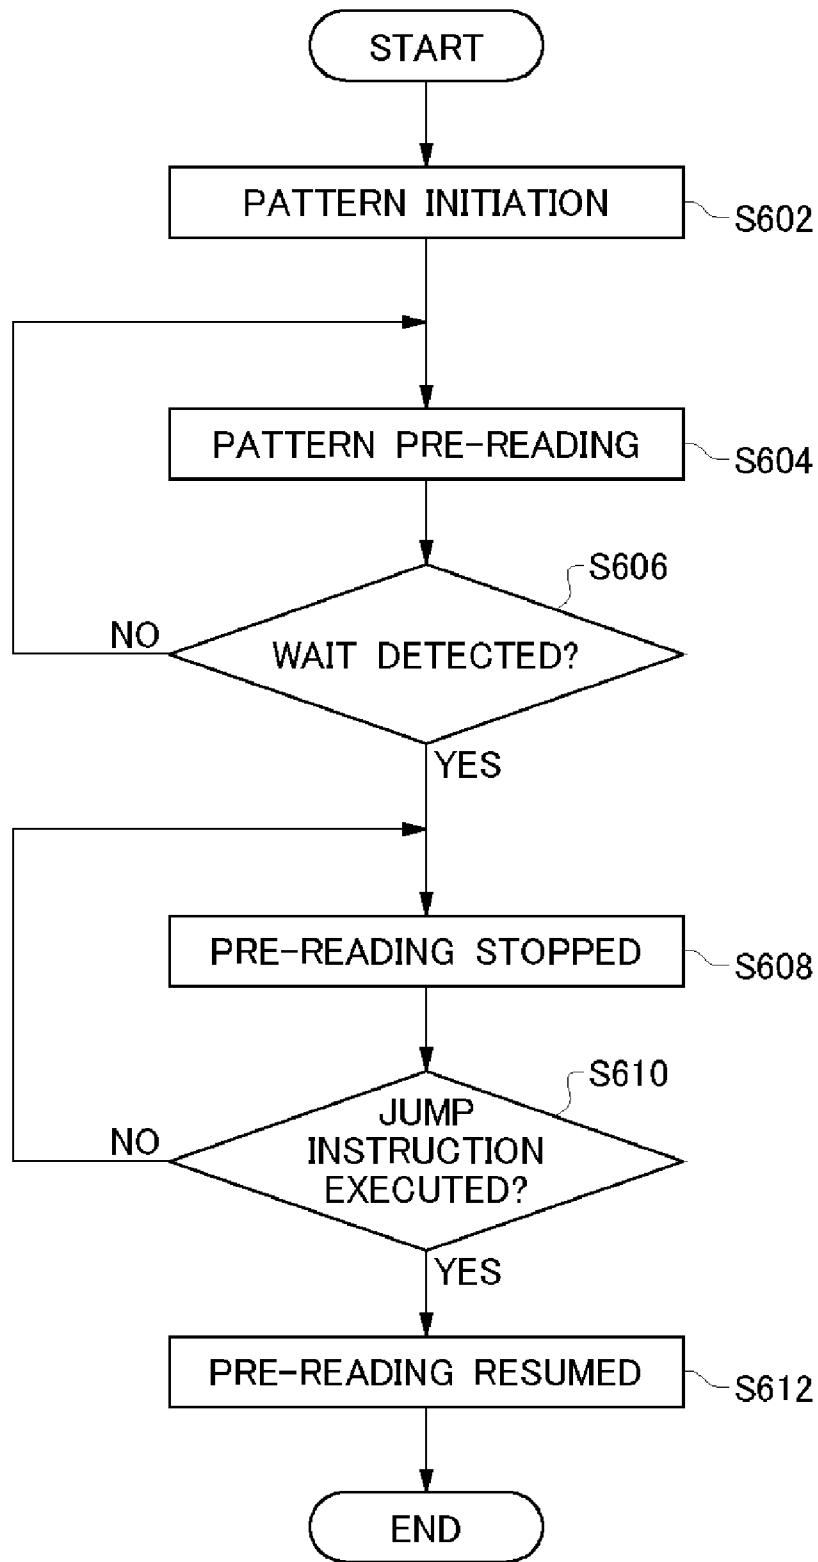 START
PATTERN INITIATION
S602
PATTERN PRE-READING
S604
S606
WAIT DETECTED?
NO
YES
PRE-READING STOPPED
S608
S610
JUMP
INSTRUCTION
EXECUTED?
NO
YES
PRE-READING RESUMED
S612
END